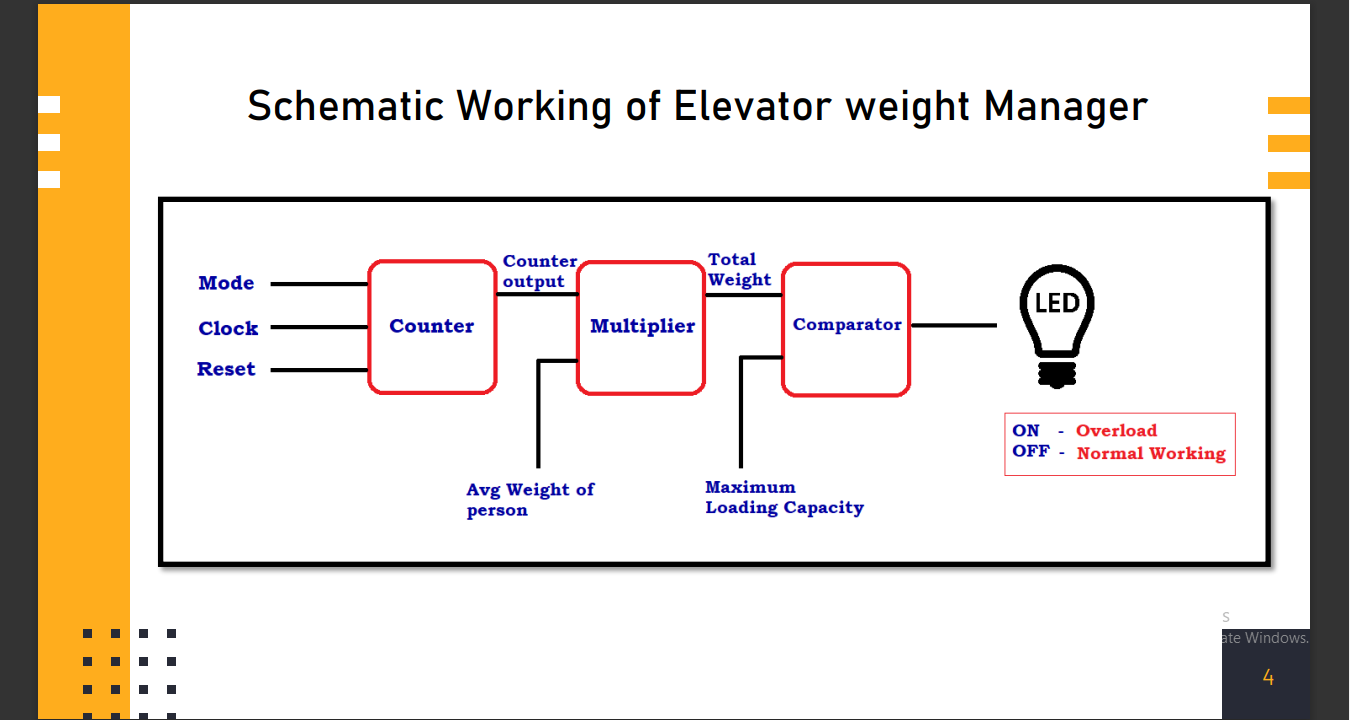 Schematic Working of Elevator weight Manager
Mode
Clock
Reset
Counter
Counter
output
Avg Weight of
person
Multiplier
Total
Weight
Maximum
Loading Capacity
Comparator
LED
ON - Overload
OFF - Normal Working
S
ate Windows.
4